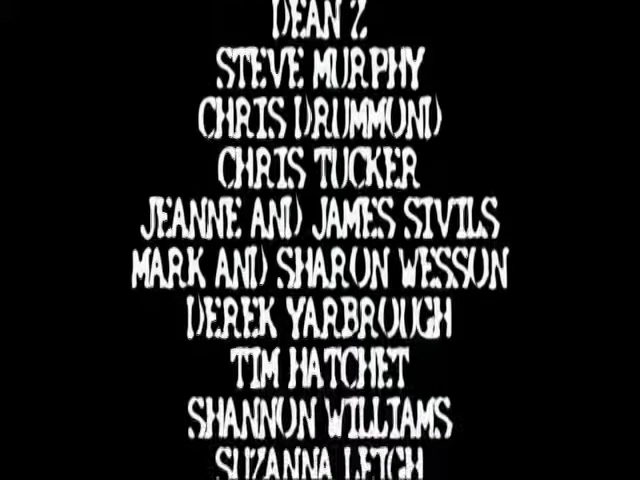 DEAN Z
STEVE MURPHY
CHRIS DRUMMOND
CHRIS TUCKER
JEANNE AND JAMES SIVILS
MARK AND SHARON WESSON
DEREK YARBROUGH
TIM HATCHET
SHANNON WILLIAMS
SUZANNA LEIGH